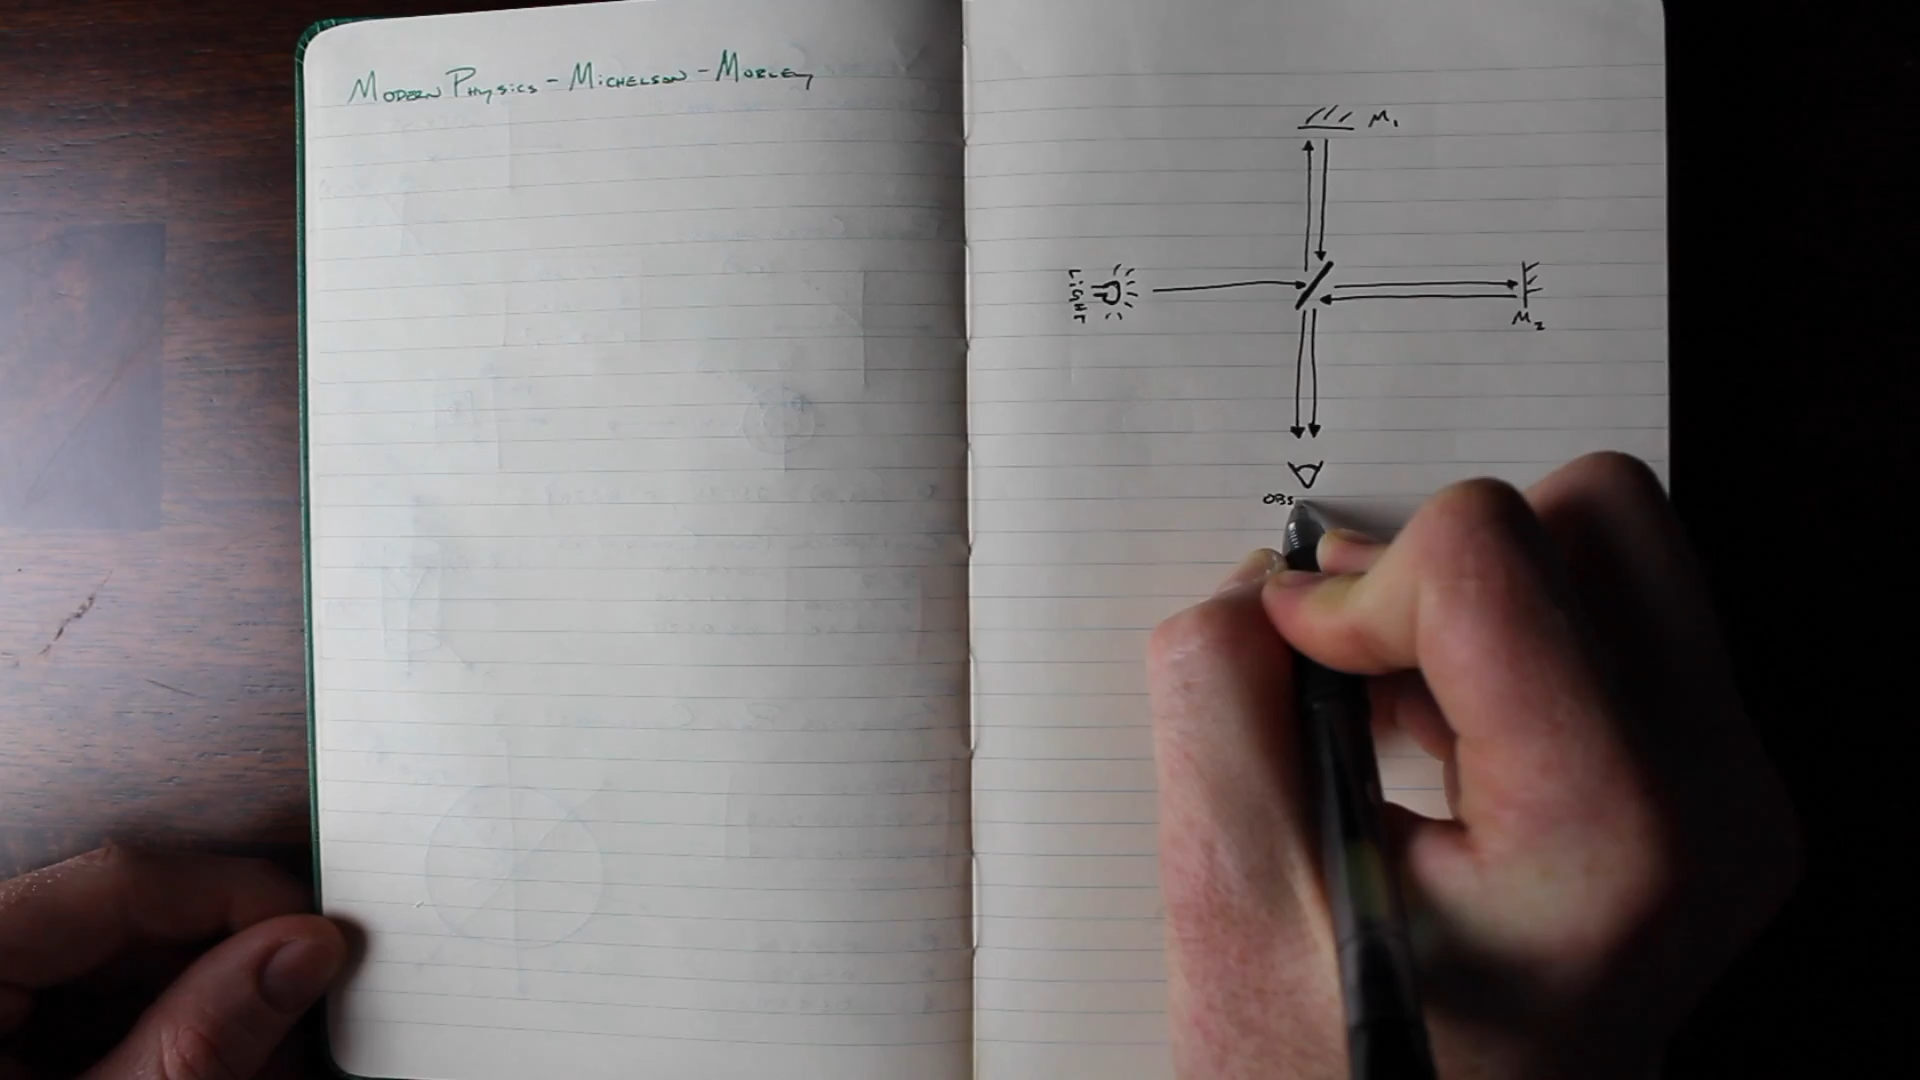 Modern Physics - Michelson - Morley
M1
LIGHT
M2
OBS